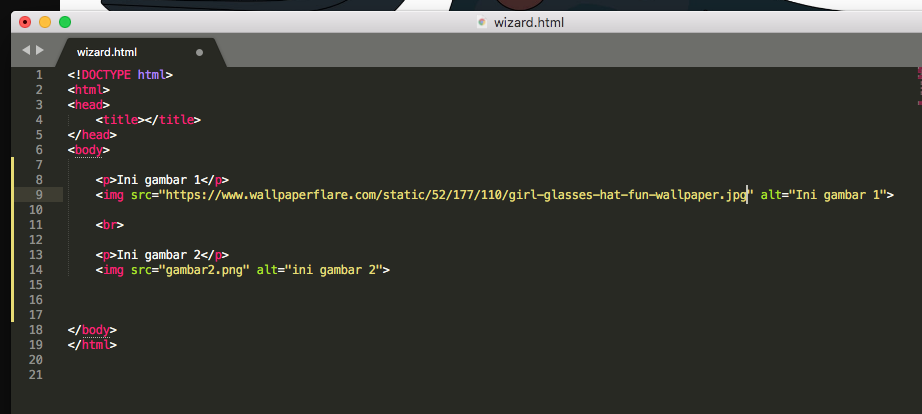 wizard.html
wizard.html
1 <!DOCTYPE html>
2 <html>
3 <head>
4     <title></title>
5 </head>
6 <body>
7
8     <p>Ini gambar 1</p>
9     <img src="https://www.wallpaperflare.com/static/52/177/110/girl-glasses-hat-fun-wallpaper.jpg" alt="Ini gambar 1">
10
11     <br>
12
13     <p>Ini gambar 2</p>
14     <img src="gambar2.png" alt="ini gambar 2">
15
16
17
18 </body>
19 </html>
20
21